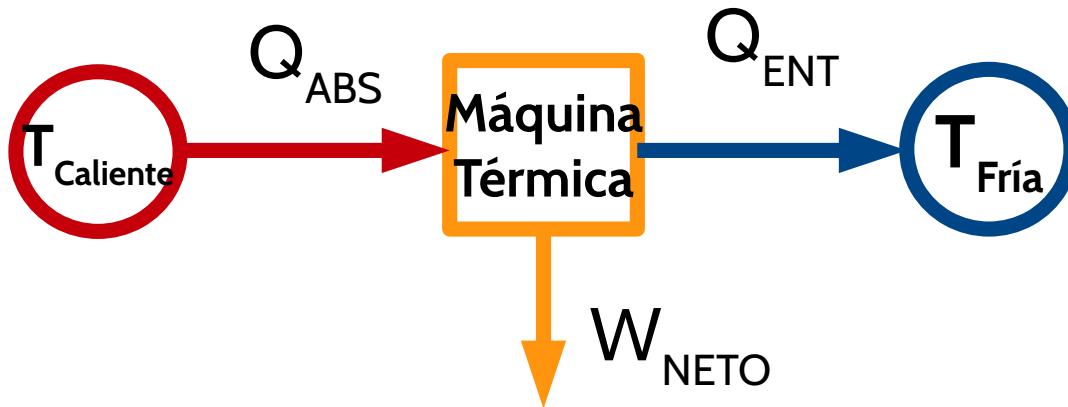 Q ABS
Q ENT
T Caliente
Máquina
Térmica
T Fría
W NETO